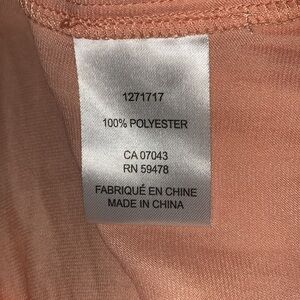 1271717
100% POLYESTER
CA 07043
RN 59478
FABRIQUÉ EN CHINE
MADE IN CHINA